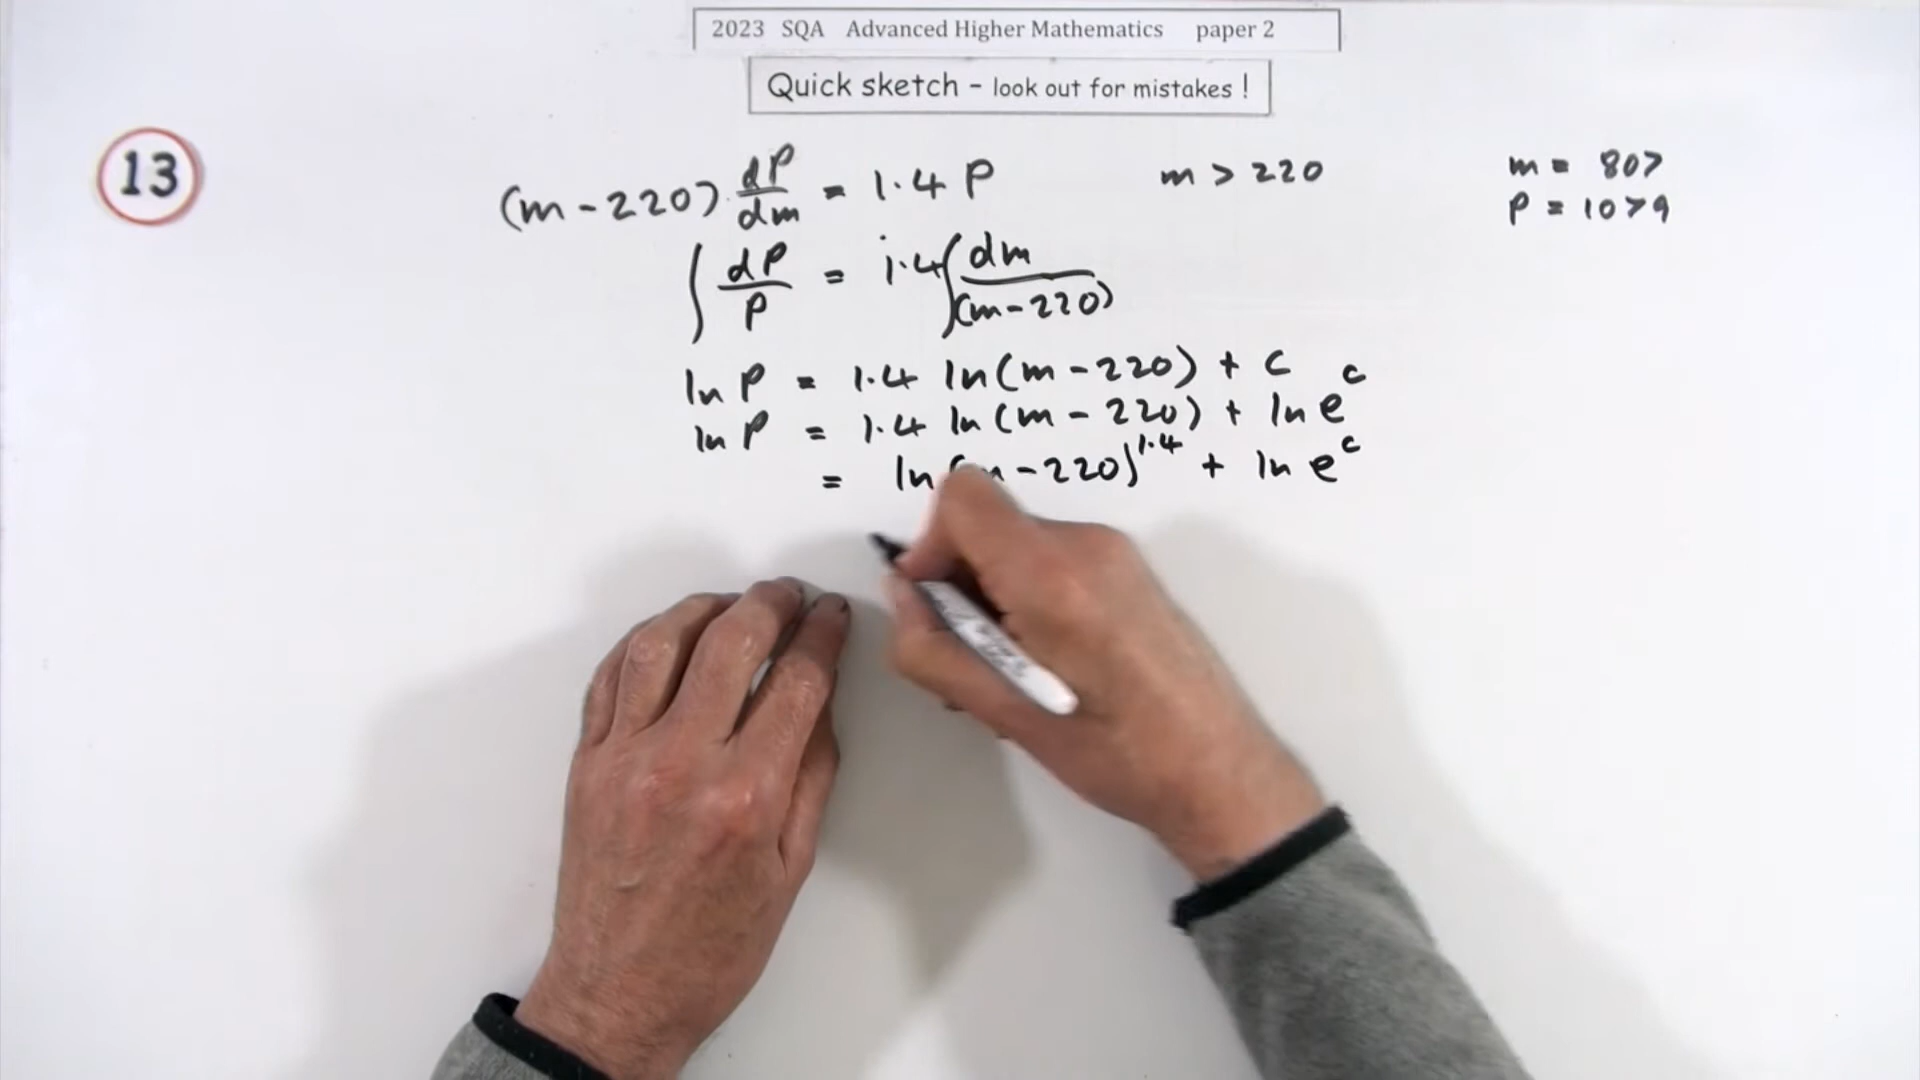 2023 SQA Advanced Higher Mathematics paper 2
Quick sketch - look out for mistakes !
13
(m - 220) dP/dm = 1.4 P
m > 220
m = 807
P = 1079
∫ dP/P = 1.4 ∫ dm/(m - 220)
ln P = 1.4 ln(m - 220) + c
ln P = 1.4 ln(m - 220) + ln e^c
= ln - 220)^1.4 + ln e^c